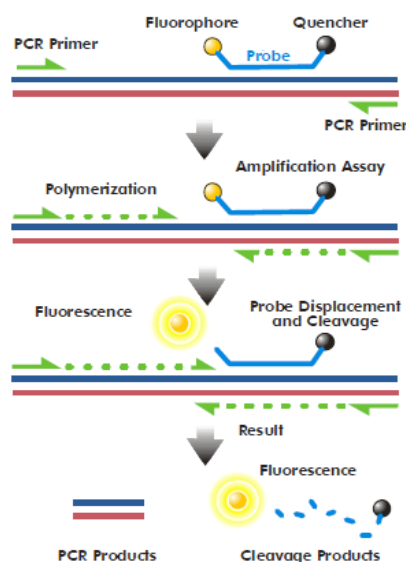 Fluorophore
Quencher
PCR Primer
Probe
PCR Primer
Amplification Assay
Polymerization
Fluorescence
Probe Displacement
and Cleavage
Result
Fluorescence
PCR Products
Cleavage Products